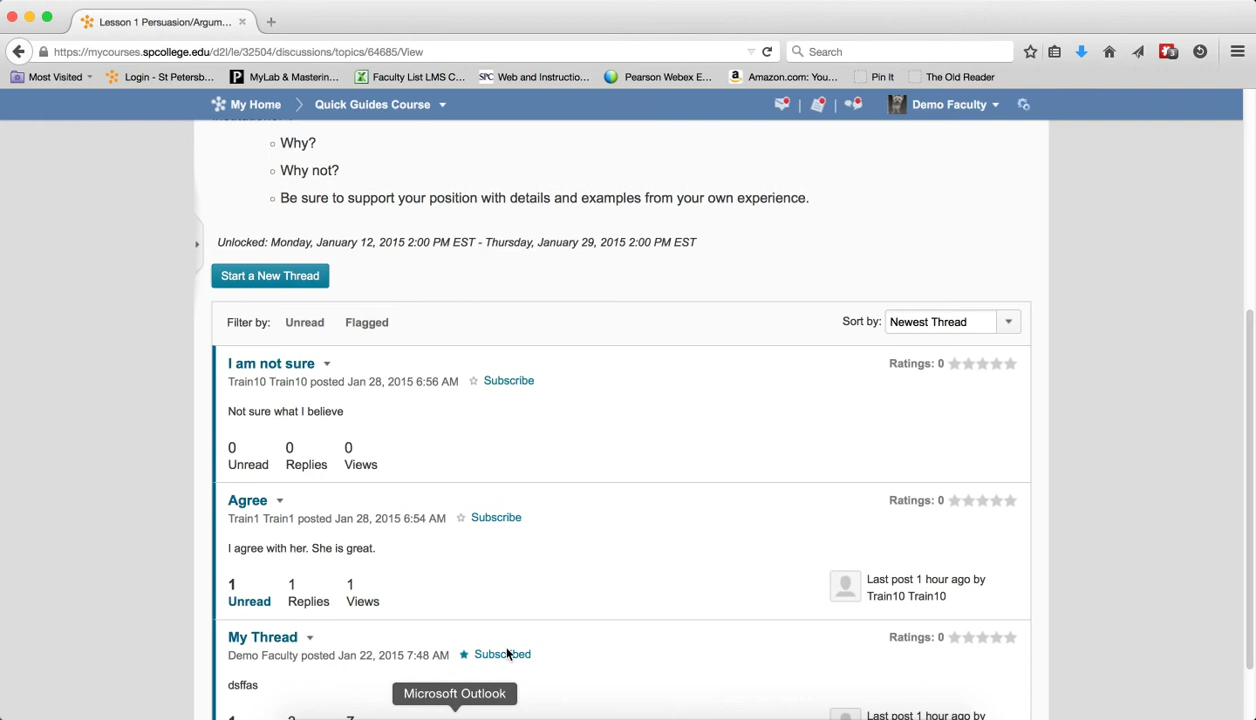 Lesson 1 Persuasion/Argum...
https://mycourses.spcollege.edu/d2l/le/32504/discussions/topics/64685/View
Search
Most Visited
Login - St Petersb...
MyLab & Mastering...
Faculty List LMS C...
SPC Web and Instructio...
Pearson Webex E...
Amazon.com: You...
Pin It
The Old Reader
My Home
Quick Guides Course
Demo Faculty
Why?
Why not?
Be sure to support your position with details and examples from your own experience.
Unlocked: Monday, January 12, 2015 2:00 PM EST - Thursday, January 29, 2015 2:00 PM EST
Start a New Thread
Filter by: Unread Flagged
Sort by: Newest Thread
I am not sure
Ratings: 0
Train10 Train10 posted Jan 28, 2015 6:56 AM Subscribe
Not sure what I believe
0 0 0
Unread Replies Views
Agree
Ratings: 0
Train1 Train1 posted Jan 28, 2015 6:54 AM Subscribe
I agree with her. She is great.
1 1 1
Unread Replies Views
Last post 1 hour ago by
Train10 Train10
My Thread
Ratings: 0
Demo Faculty posted Jan 22, 2015 7:48 AM Subscribed
dsffas
Microsoft Outlook
Last post 1 hour ago by